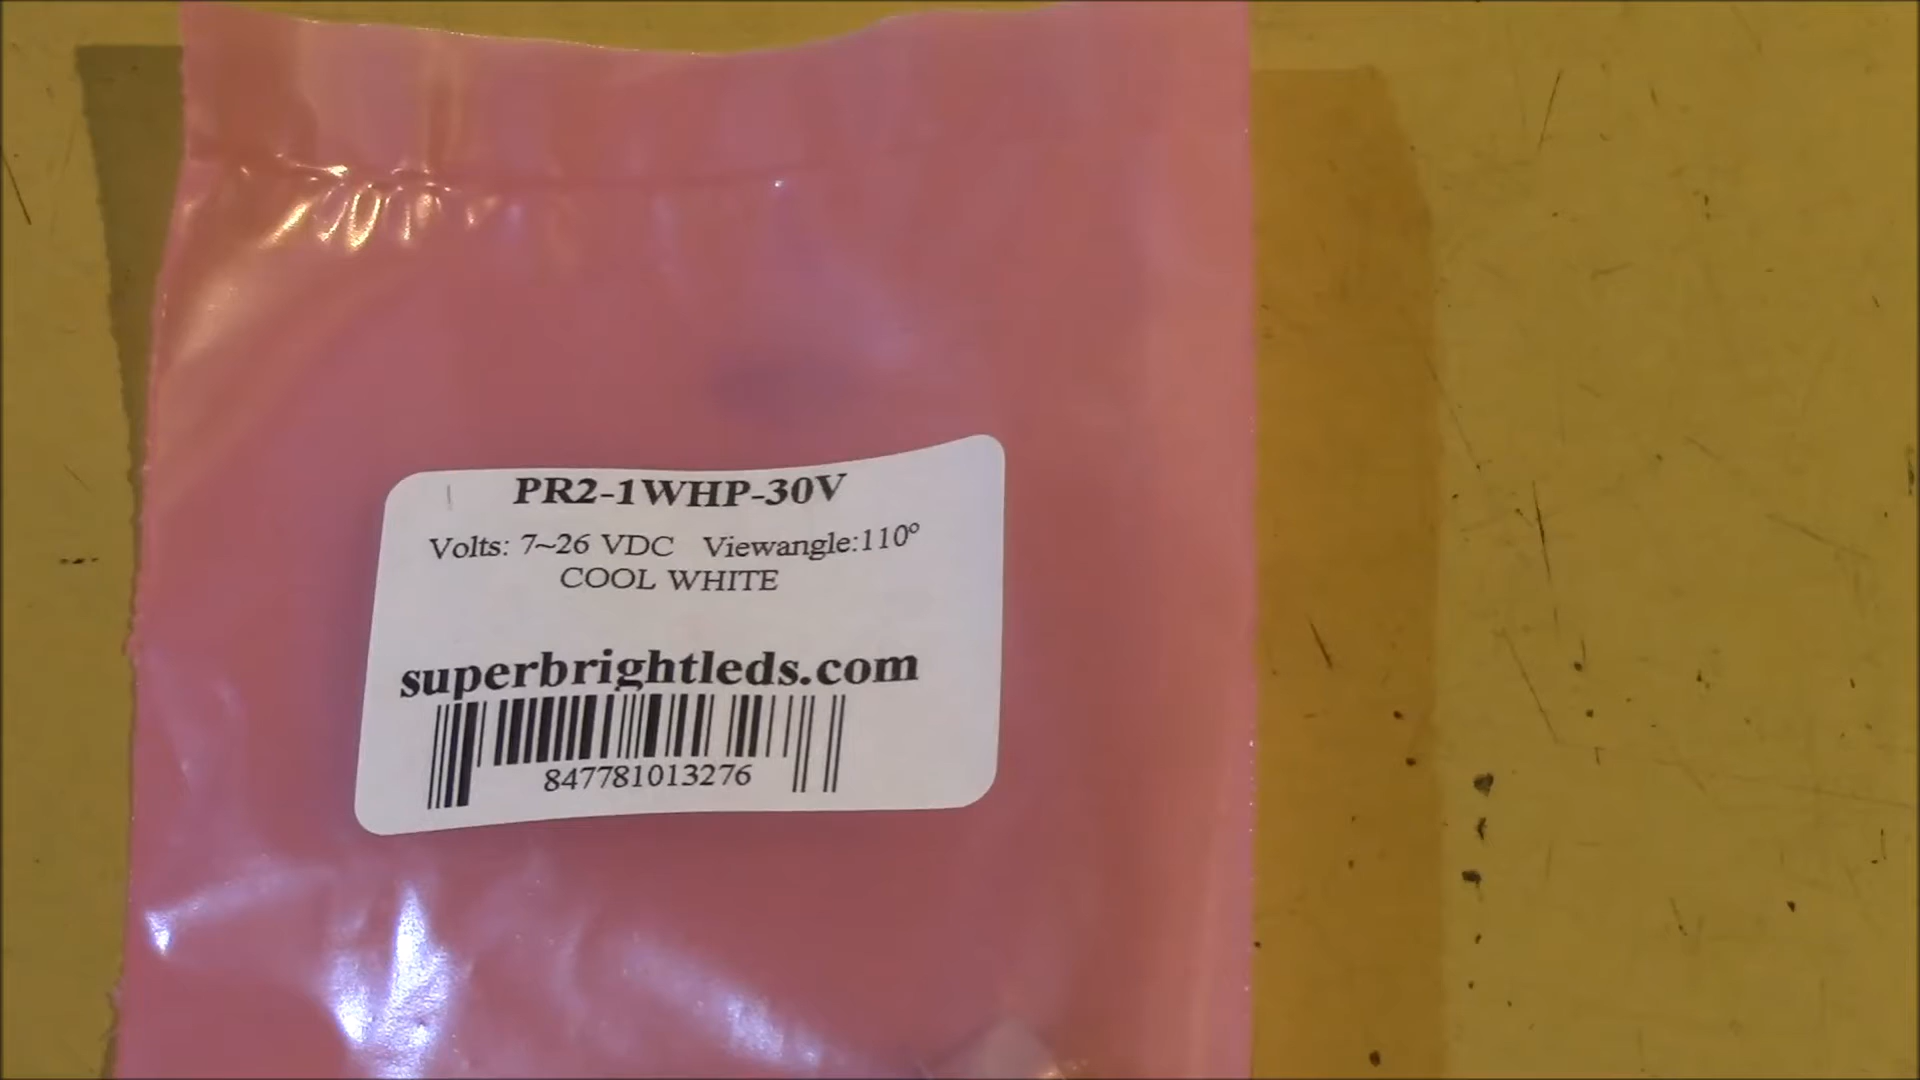 PR2-1WHP-30V
Volts: 7~26 VDC Viewangle:110°
COOL WHITE
superbrightleds.com
847781013276